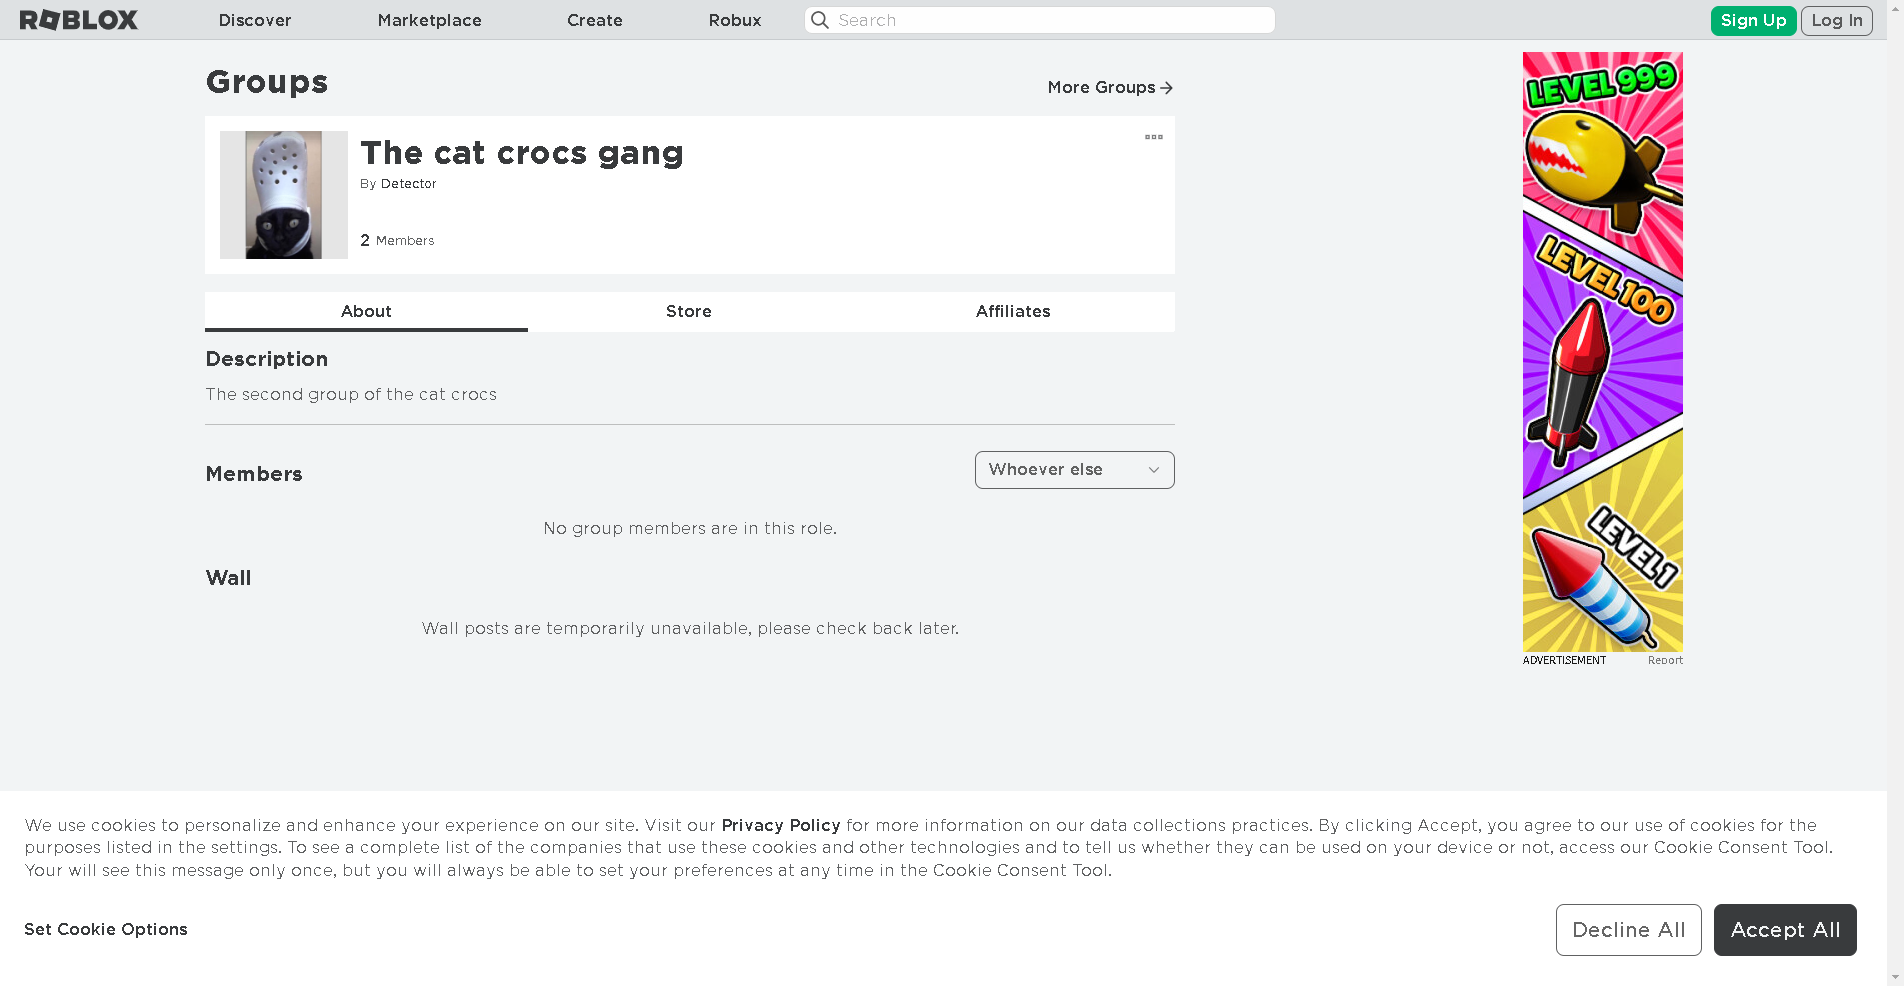 ROBLOX Discover Marketplace Create Robux Search Sign Up Log In
Groups
More Groups
The cat crocs gang
By Detector
2 Members
About Store Affiliates
Description
The second group of the cat crocs
Members
Whoever else
No group members are in this role.
Wall
Wall posts are temporarily unavailable, please check back later.
LEVEL 999
LEVEL 100
LEVEL 1
ADVERTISEMENT Report
We use cookies to personalize and enhance your experience on our site. Visit our Privacy Policy for more information on our data collections practices. By clicking Accept, you agree to our use of cookies for the
purposes listed in the settings. To see a complete list of the companies that use these cookies and other technologies and to tell us whether they can be used on your device or not, access our Cookie Consent Tool.
Your will see this message only once, but you will always be able to set your preferences at any time in the Cookie Consent Tool.
Set Cookie Options
Decline All
Accept All